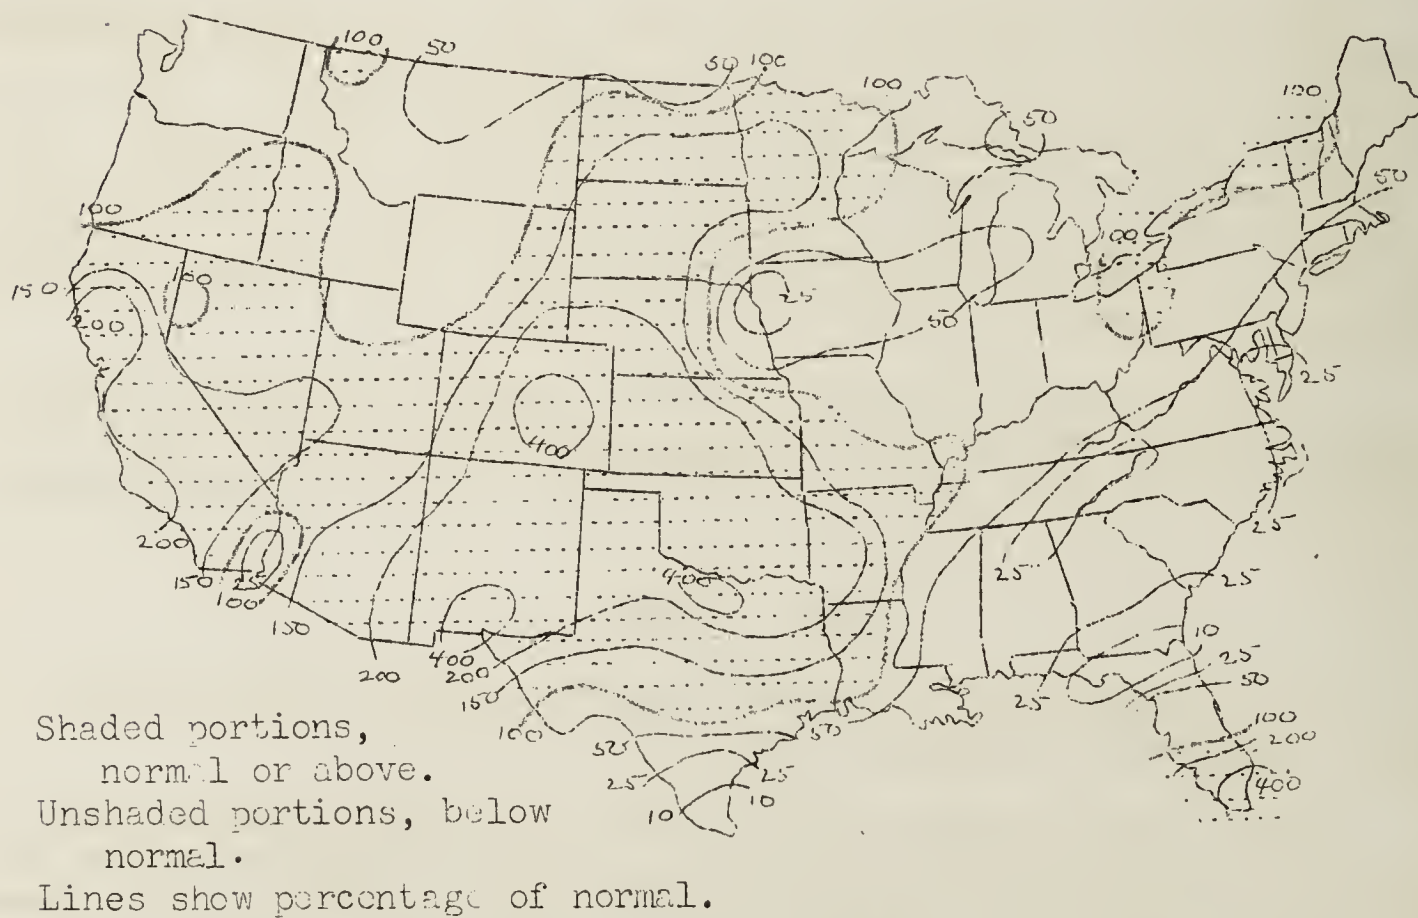 100 50 50 100 100 50 100
50
100
100
150 100
200 25
50
25
400
200 25
25
150 25 400 25
100
150 10
400 25
200 200 25 50
150
100 50 100
50 200
25 25 400
10 10
Shaded portions,
normal or above.
Unshaded portions, below
normal.
Lines show percentage of normal.